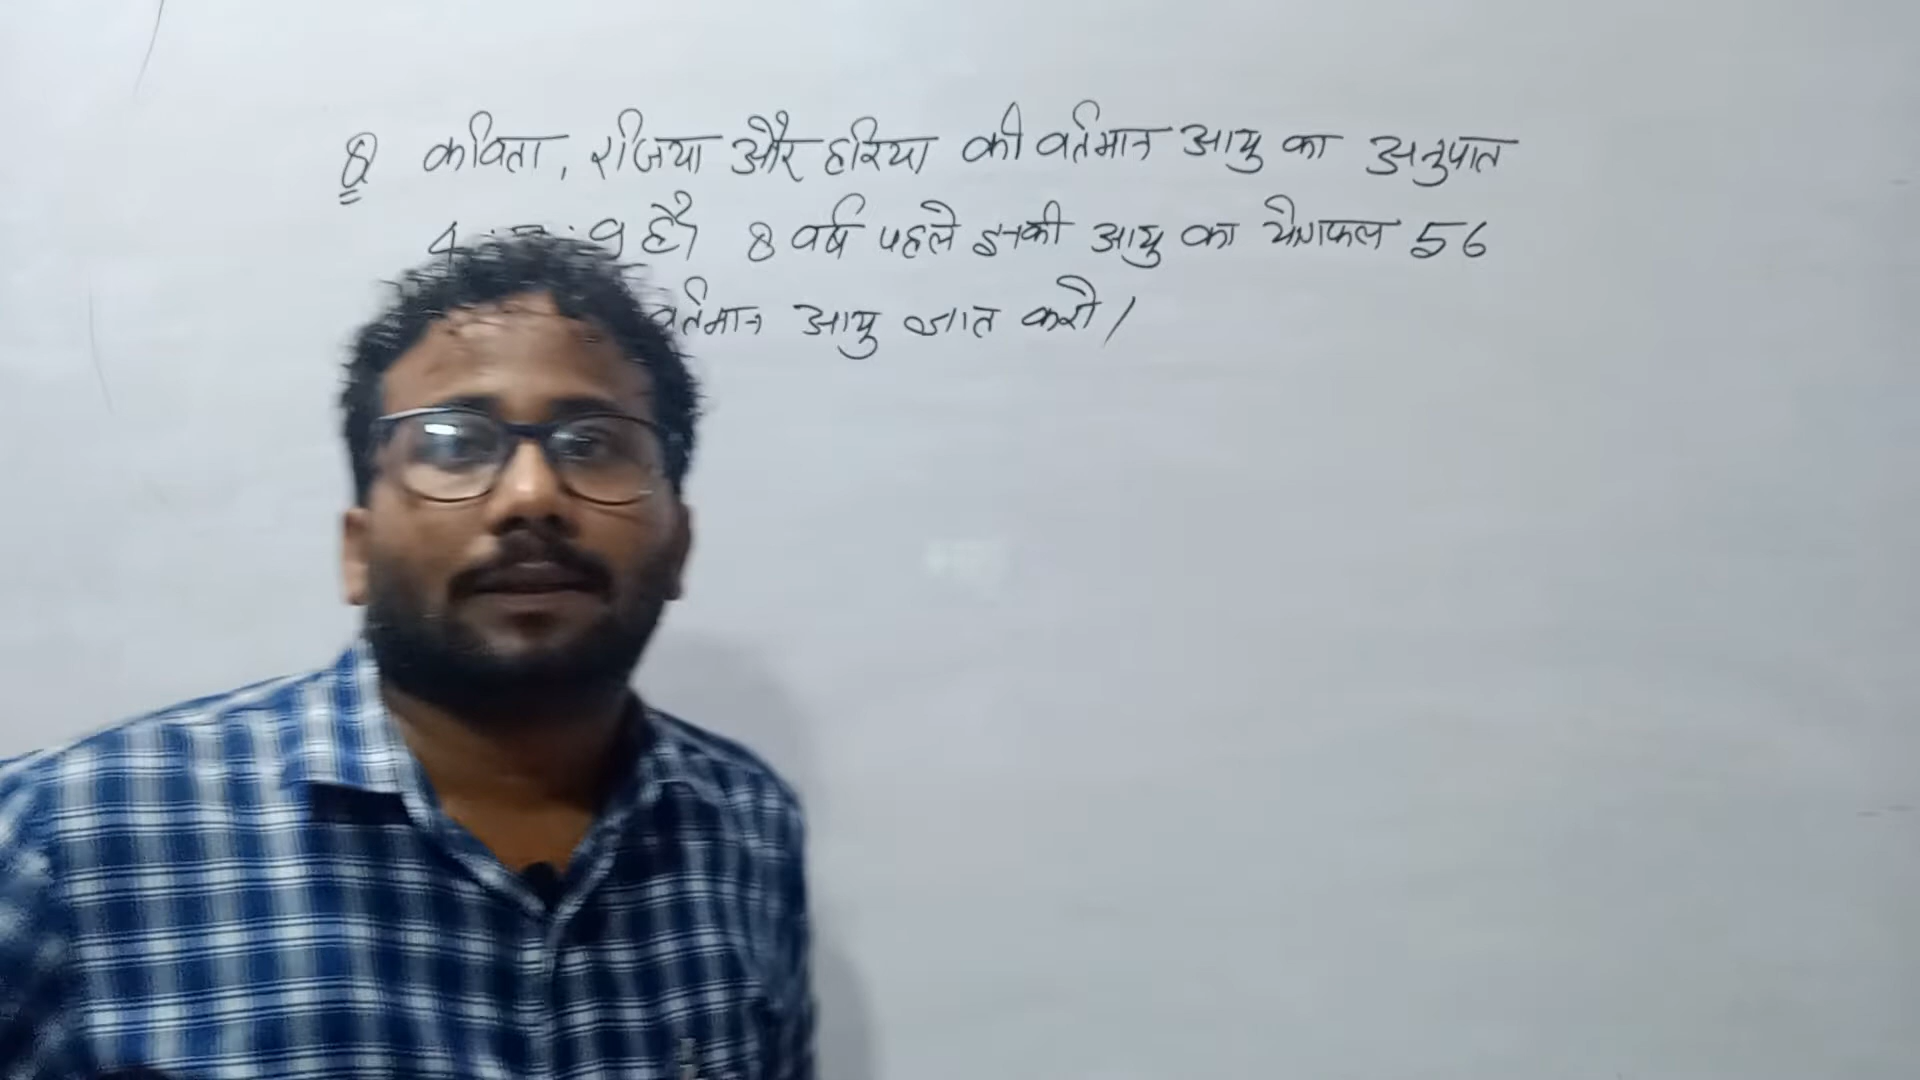 Q कविता, रजिया और हरिया की वर्तमान आयु का अनुपात
4 : : 9 है। 8 वर्ष पहले इनकी आयु का योगफल 56
वर्तमान आयु ज्ञात करो।